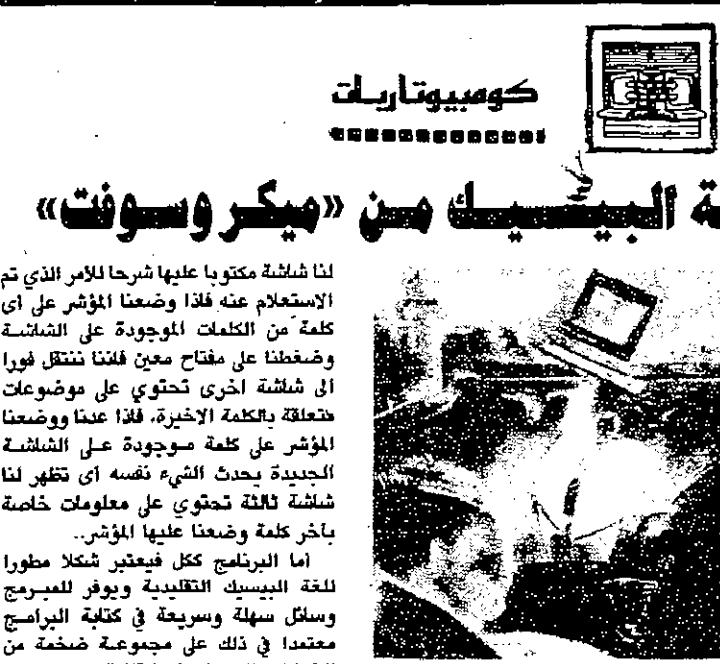 كومبيوتاريات
ة البيسيك من «ميكروسوفت»
لنا شاشة مكتوبا عليها شرحا للأمر الذي تم
الاستعلام عنه فاذا وضعنا المؤشر على اى
كلمة من الكلمات الموجودة على الشاشة
وضغطنا على مفتاح معين فاننا ننتقل فورا
الى شاشة اخرى تحتوي على موضوعات
متعلقة بالكلمة الاخيرة، فاذا عدنا ووضعنا
المؤشر على كلمة موجودة على الشاشة
الجديدة يحدث الشيء نفسه أى تظهر لنا
شاشة ثالثة تحتوي على معلومات خاصة
بآخر كلمة وضعنا عليها المؤشر..
أما البرنامج ككل فيعتبر شكلا مطورا
للغة البيسيك التقليدية ويوفر للمبرمج
وسائل سهلة وسريعة في كتابة البرامج
معتمدا في ذلك على مجموعة ضخمة من